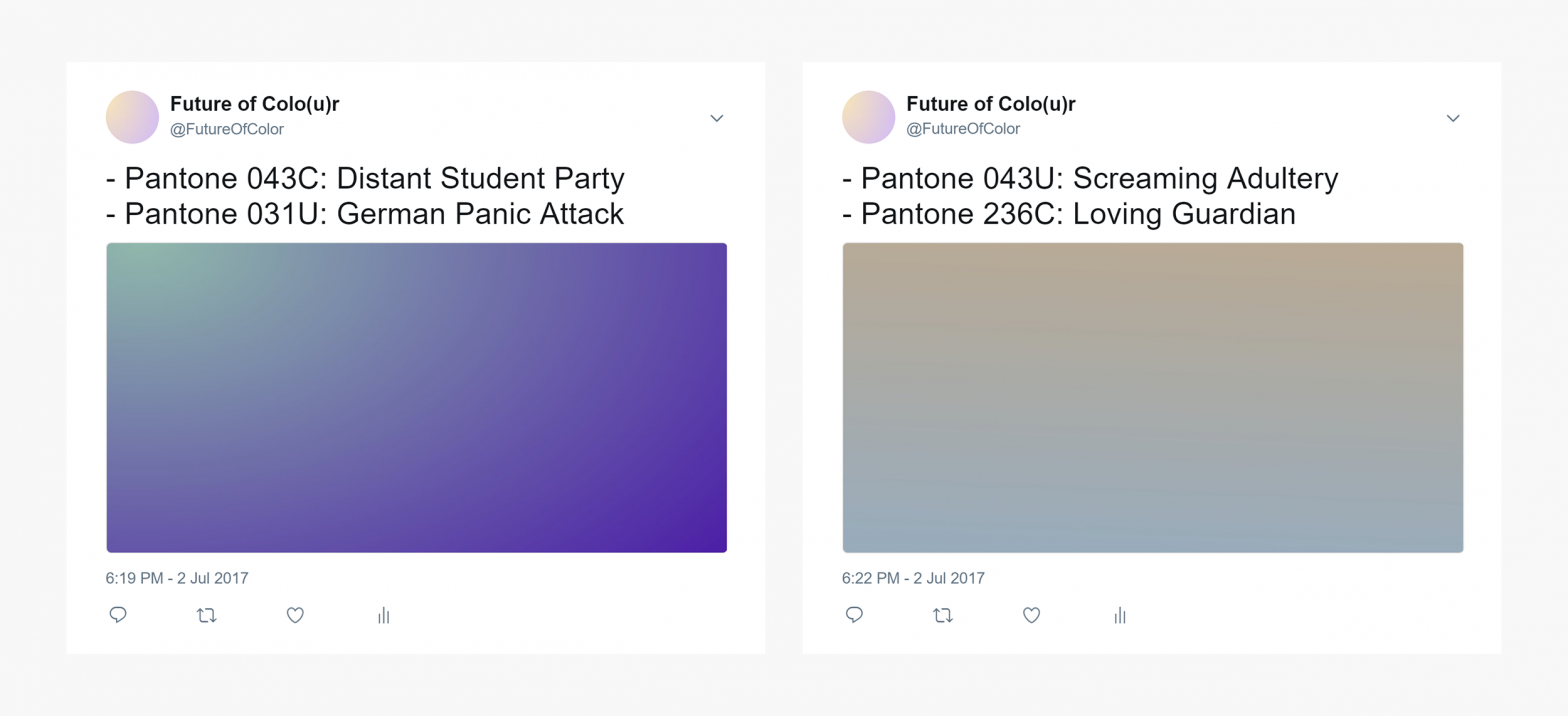 Future of Colo(u)r
@FutureOfColor
- Pantone 043C: Distant Student Party
- Pantone 031U: German Panic Attack
6:19 PM - 2 Jul 2017
Future of Colo(u)r
@FutureOfColor
- Pantone 043U: Screaming Adultery
- Pantone 236C: Loving Guardian
6:22 PM - 2 Jul 2017